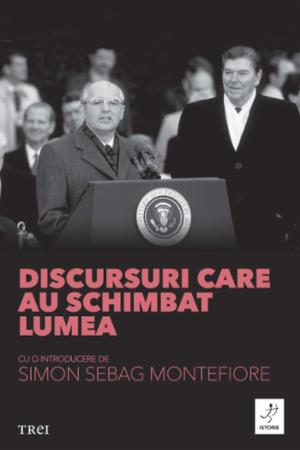 DISCURSURI CARE
AU SCHIMBAT
LUMEA
CU O INTRODUCERE DE
SIMON SEBAG MONTEFIORE
TREI
ISTORIE